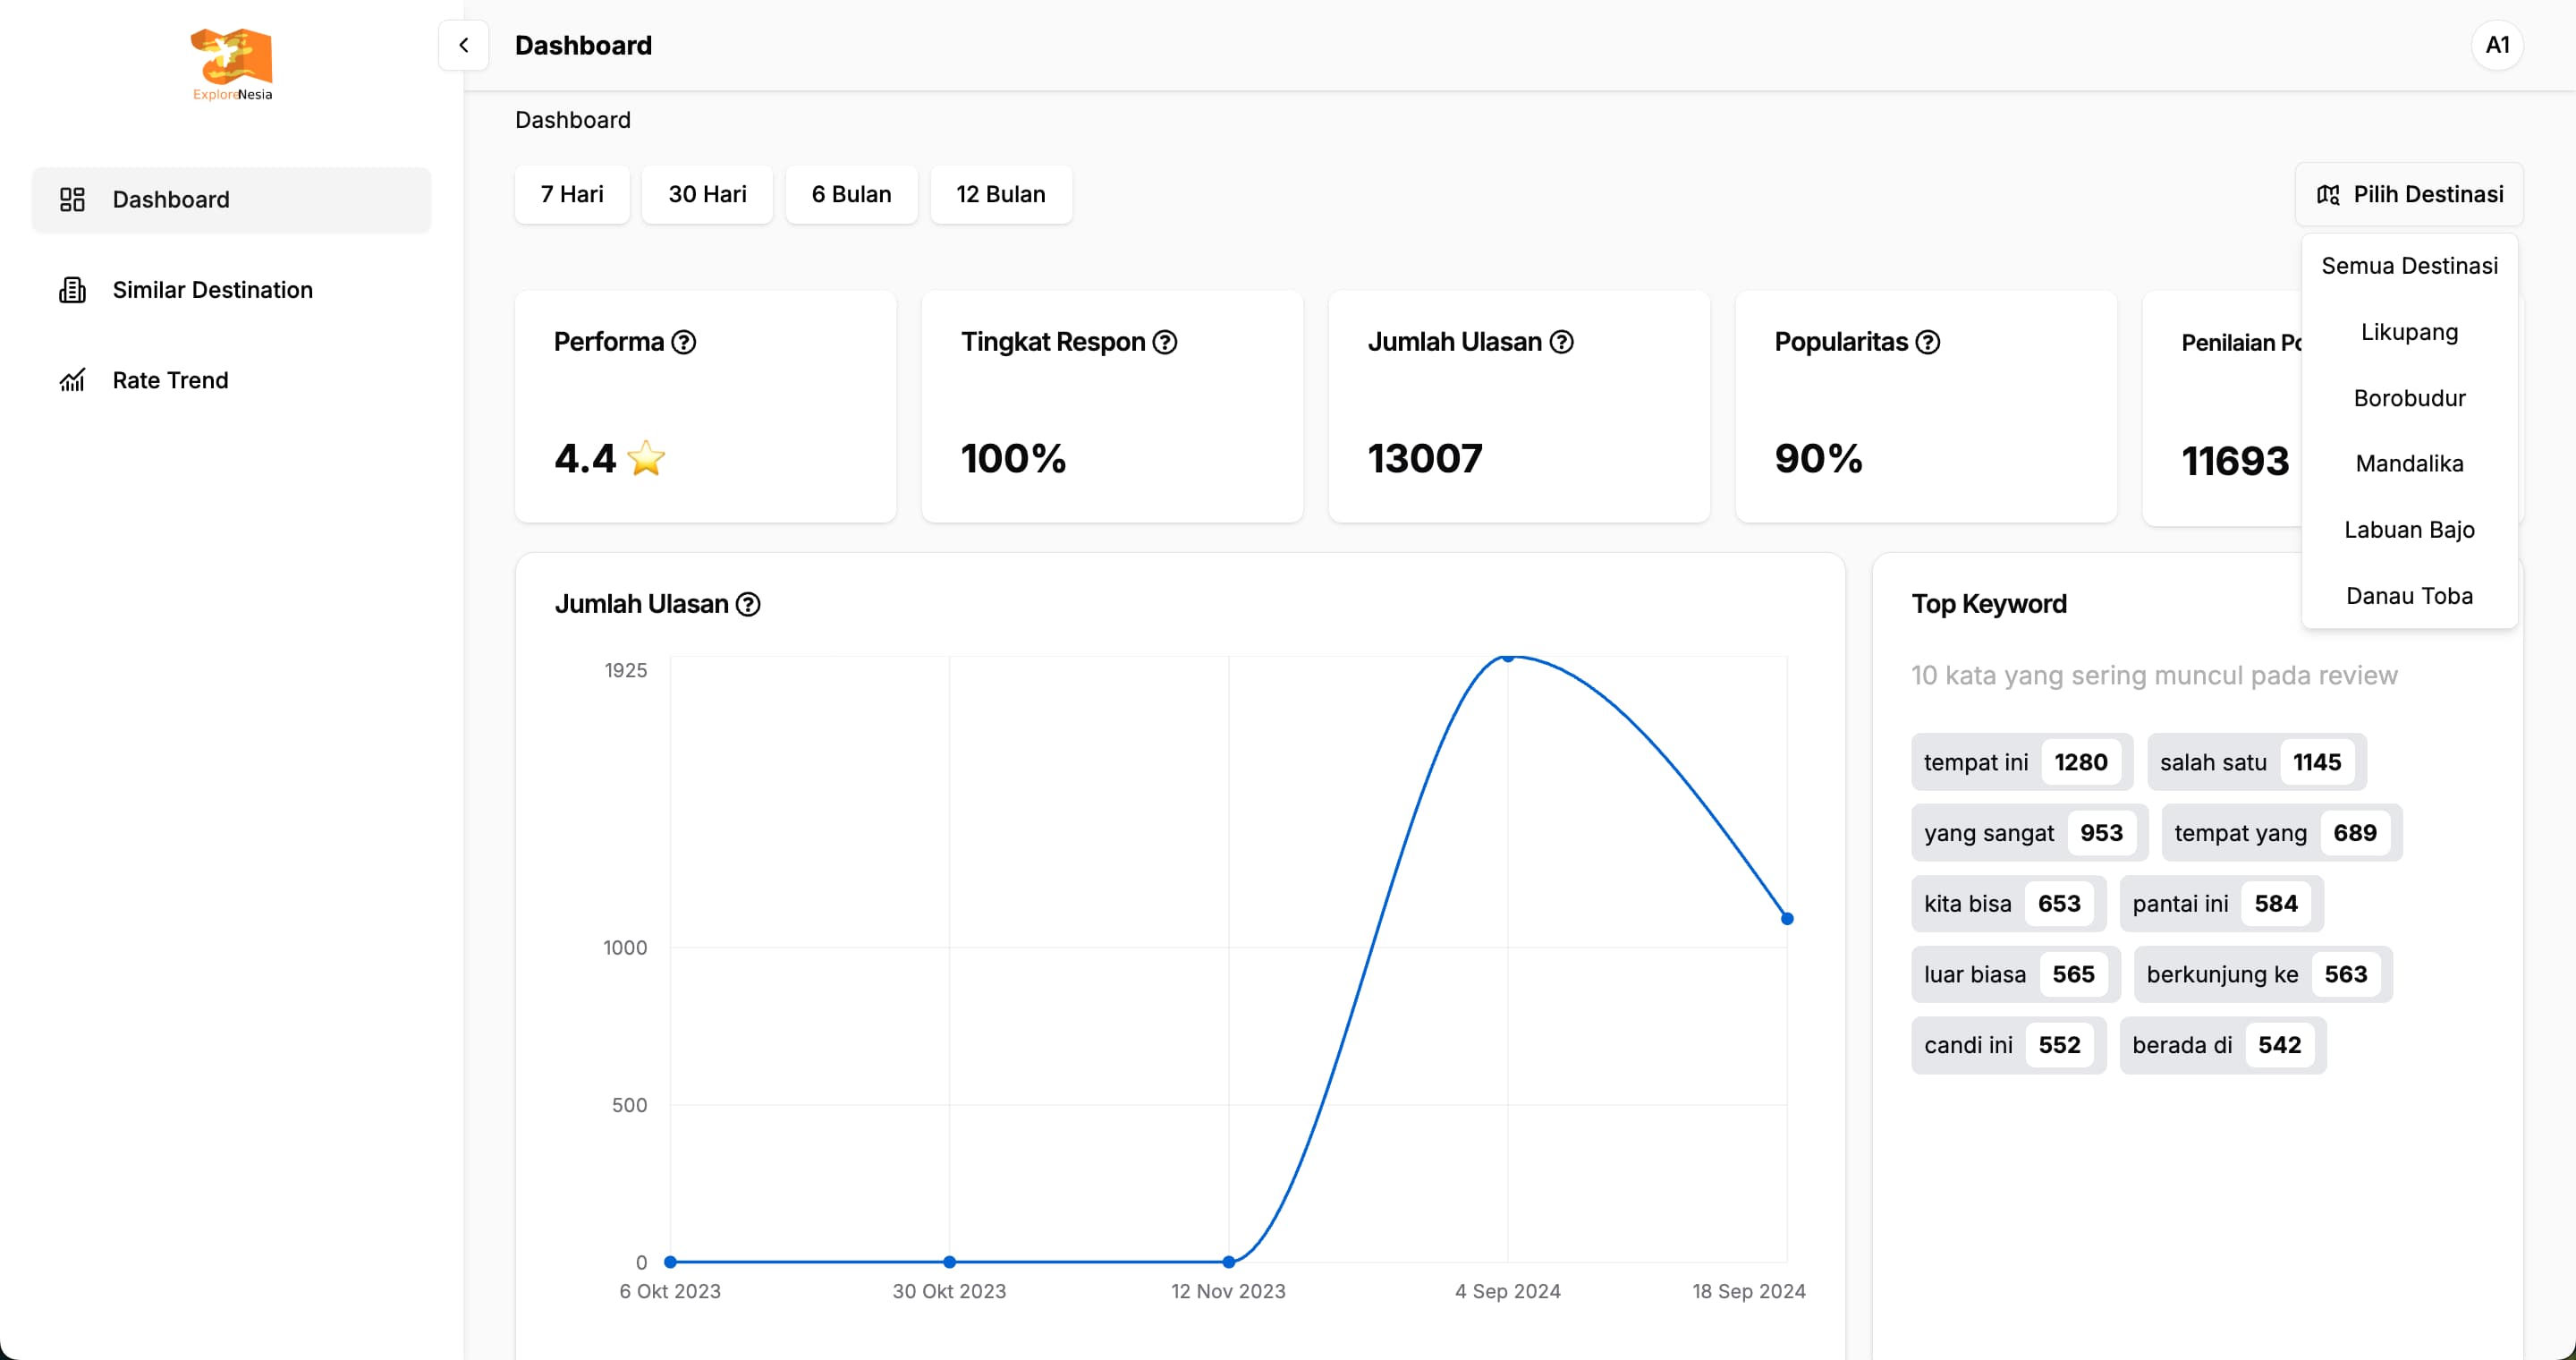 ExploreNesia
Dashboard
A1
Dashboard
Similar Destination
Rate Trend
Dashboard
7 Hari
30 Hari
6 Bulan
12 Bulan
Pilih Destinasi
Semua Destinasi
Likupang
Borobudur
Mandalika
Labuan Bajo
Danau Toba
Performa
4.4
Tingkat Respon
100%
Jumlah Ulasan
13007
Popularitas
90%
Penilaian
11693
Jumlah Ulasan
1925
1000
500
0
6 Okt 2023
30 Okt 2023
12 Nov 2023
4 Sep 2024
18 Sep 2024
Top Keyword
10 kata yang sering muncul pada review
tempat ini 1280
salah satu 1145
yang sangat 953
tempat yang 689
kita bisa 653
pantai ini 584
luar biasa 565
berkunjung ke 563
candi ini 552
berada di 542